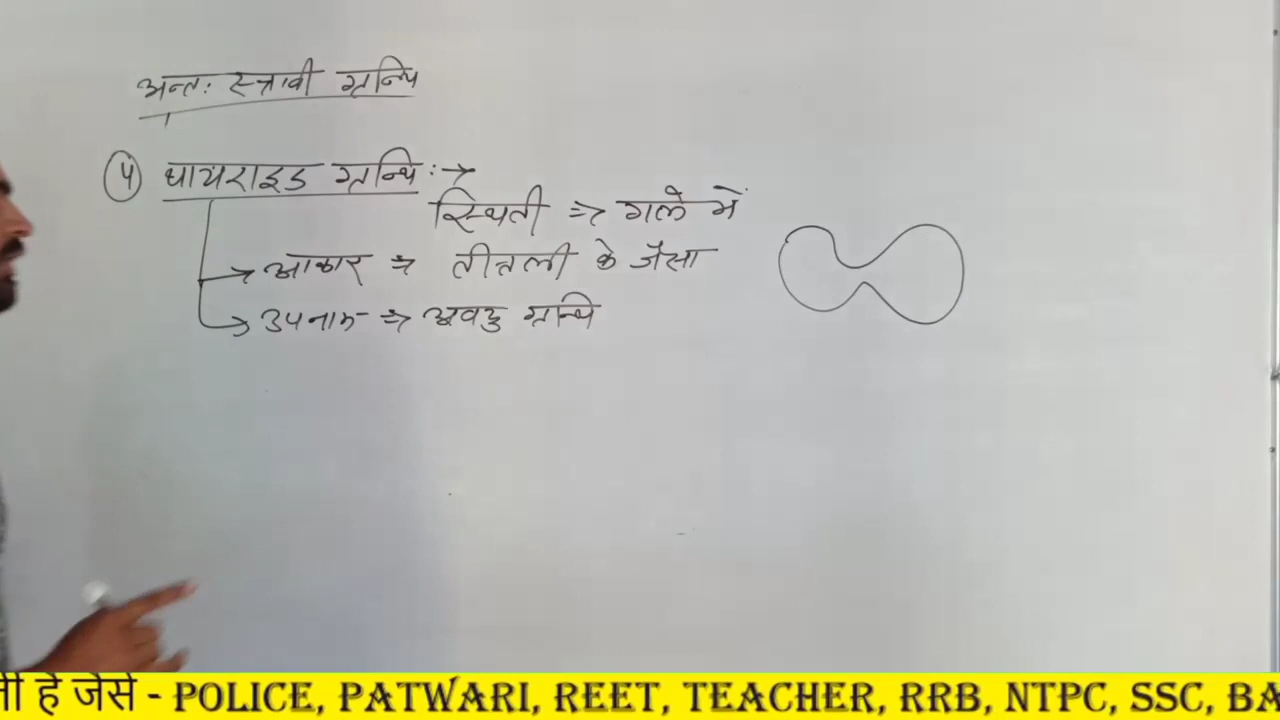 अन्तः स्त्रावी ग्रन्थि
④ थायराइड ग्रन्थि :→
स्थिती ⇒ गले में
→ आकार ⇒ तीतली के जैसा
→ उपनाम ⇒ अवटु ग्रन्थि
ती है जैसे - POLICE, PATWARI, REET, TEACHER, RRB, NTPC, SSC, BA